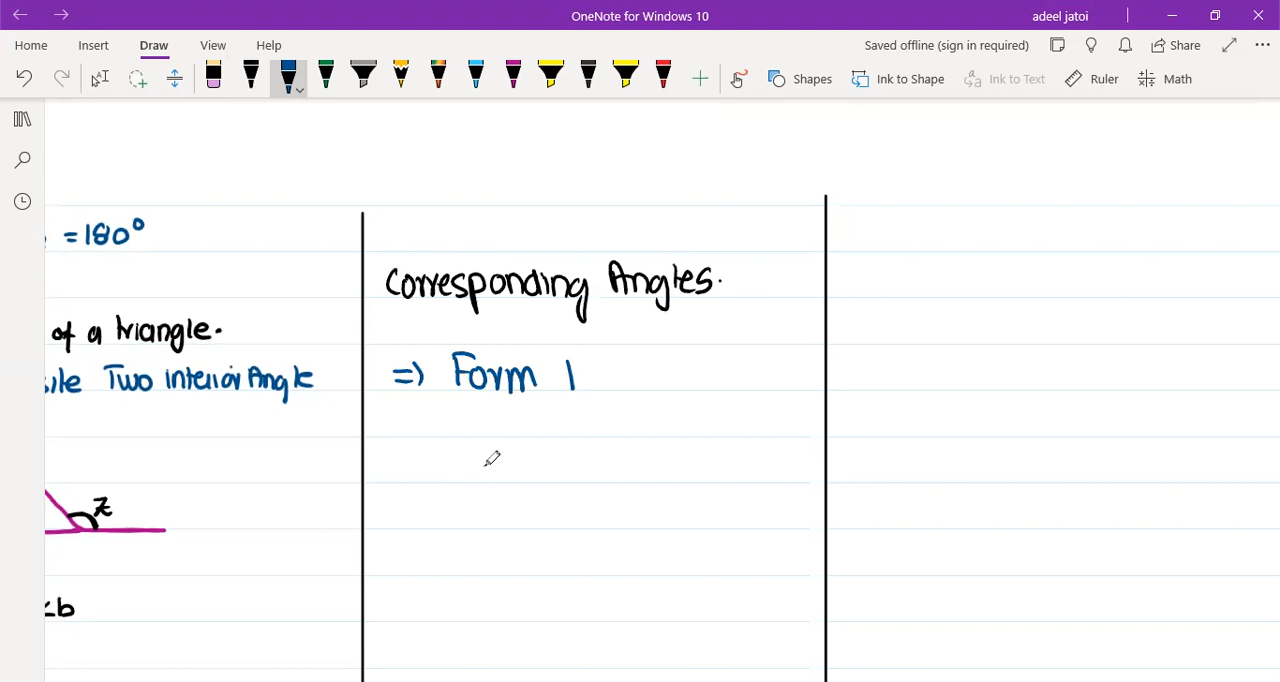 OneNote for Windows 10
adeel jatoi
Home Insert Draw View Help
Saved offline (sign in required)
Share
Shapes
Ink to Shape
Ink to Text
Ruler
Math
= 180°
of a triangle.
Two interior Angle
z
<b
Corresponding Angles.
=> Form 1